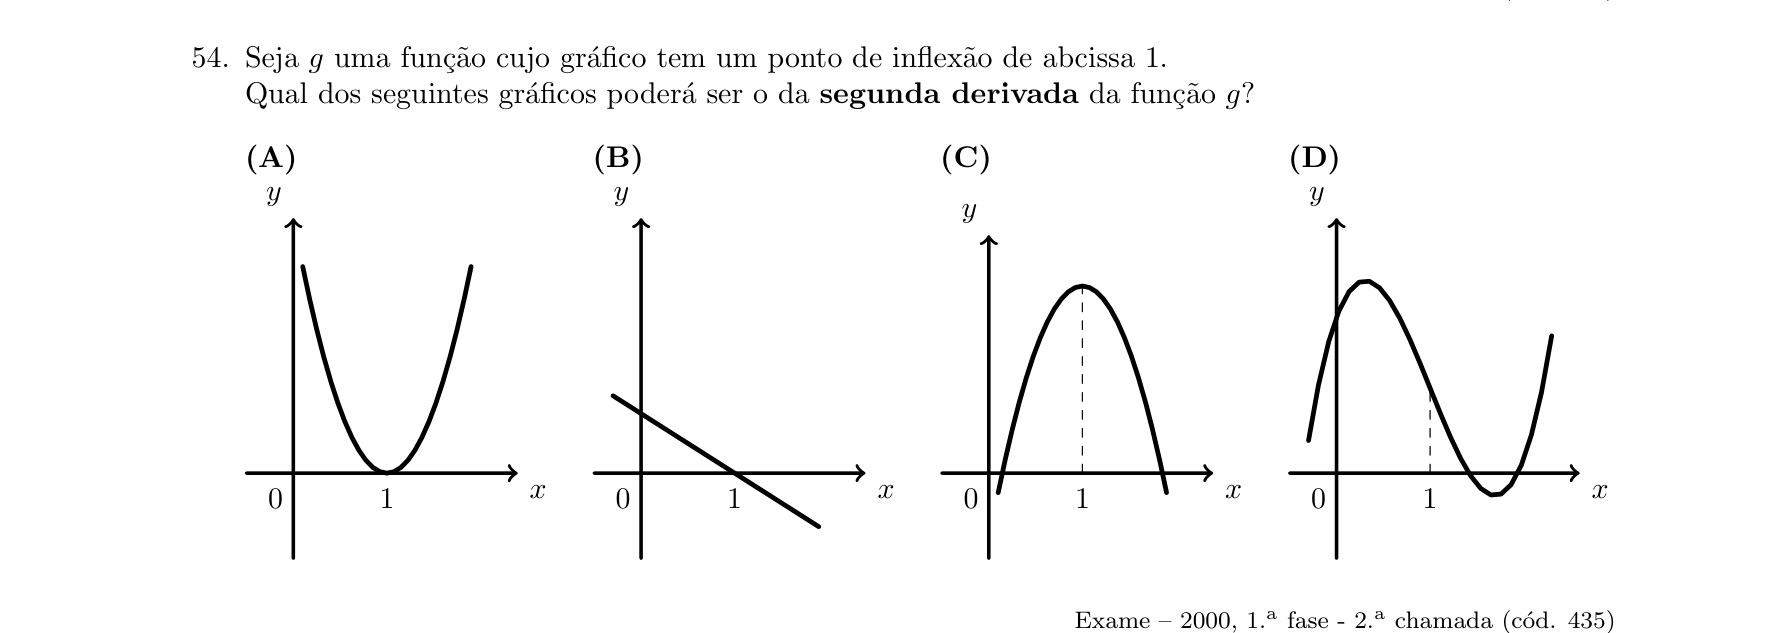 54. Seja g uma função cujo gráfico tem um ponto de inflexão de abcissa 1.
Qual dos seguintes gráficos poderá ser o da segunda derivada da função g?
(A) (B) (C) (D)
y y y y
0 1 x 0 1 x 0 1 x 0 1 x
Exame – 2000, 1.ª fase - 2.ª chamada (cód. 435)